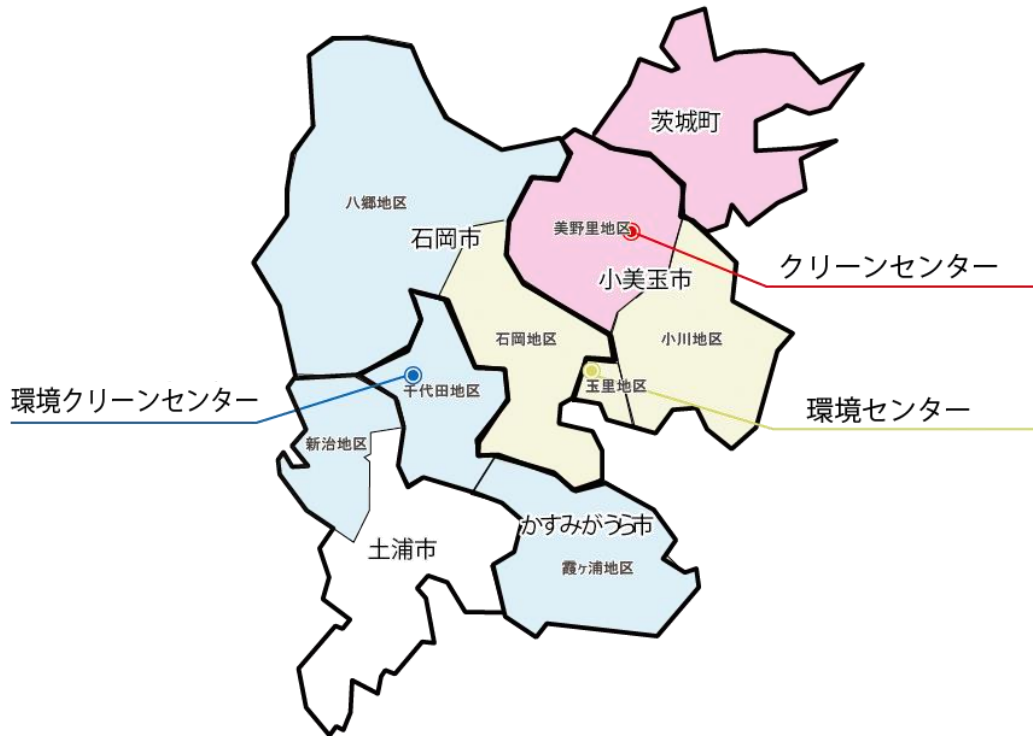 茨城町
八郷地区
美野里地区
石岡市
クリーンセンター
小美玉市
石岡地区
小川地区
環境クリーンセンター
千代田地区
玉里地区
環境センター
新治地区
かすみがうら市
土浦市
霞ヶ浦地区